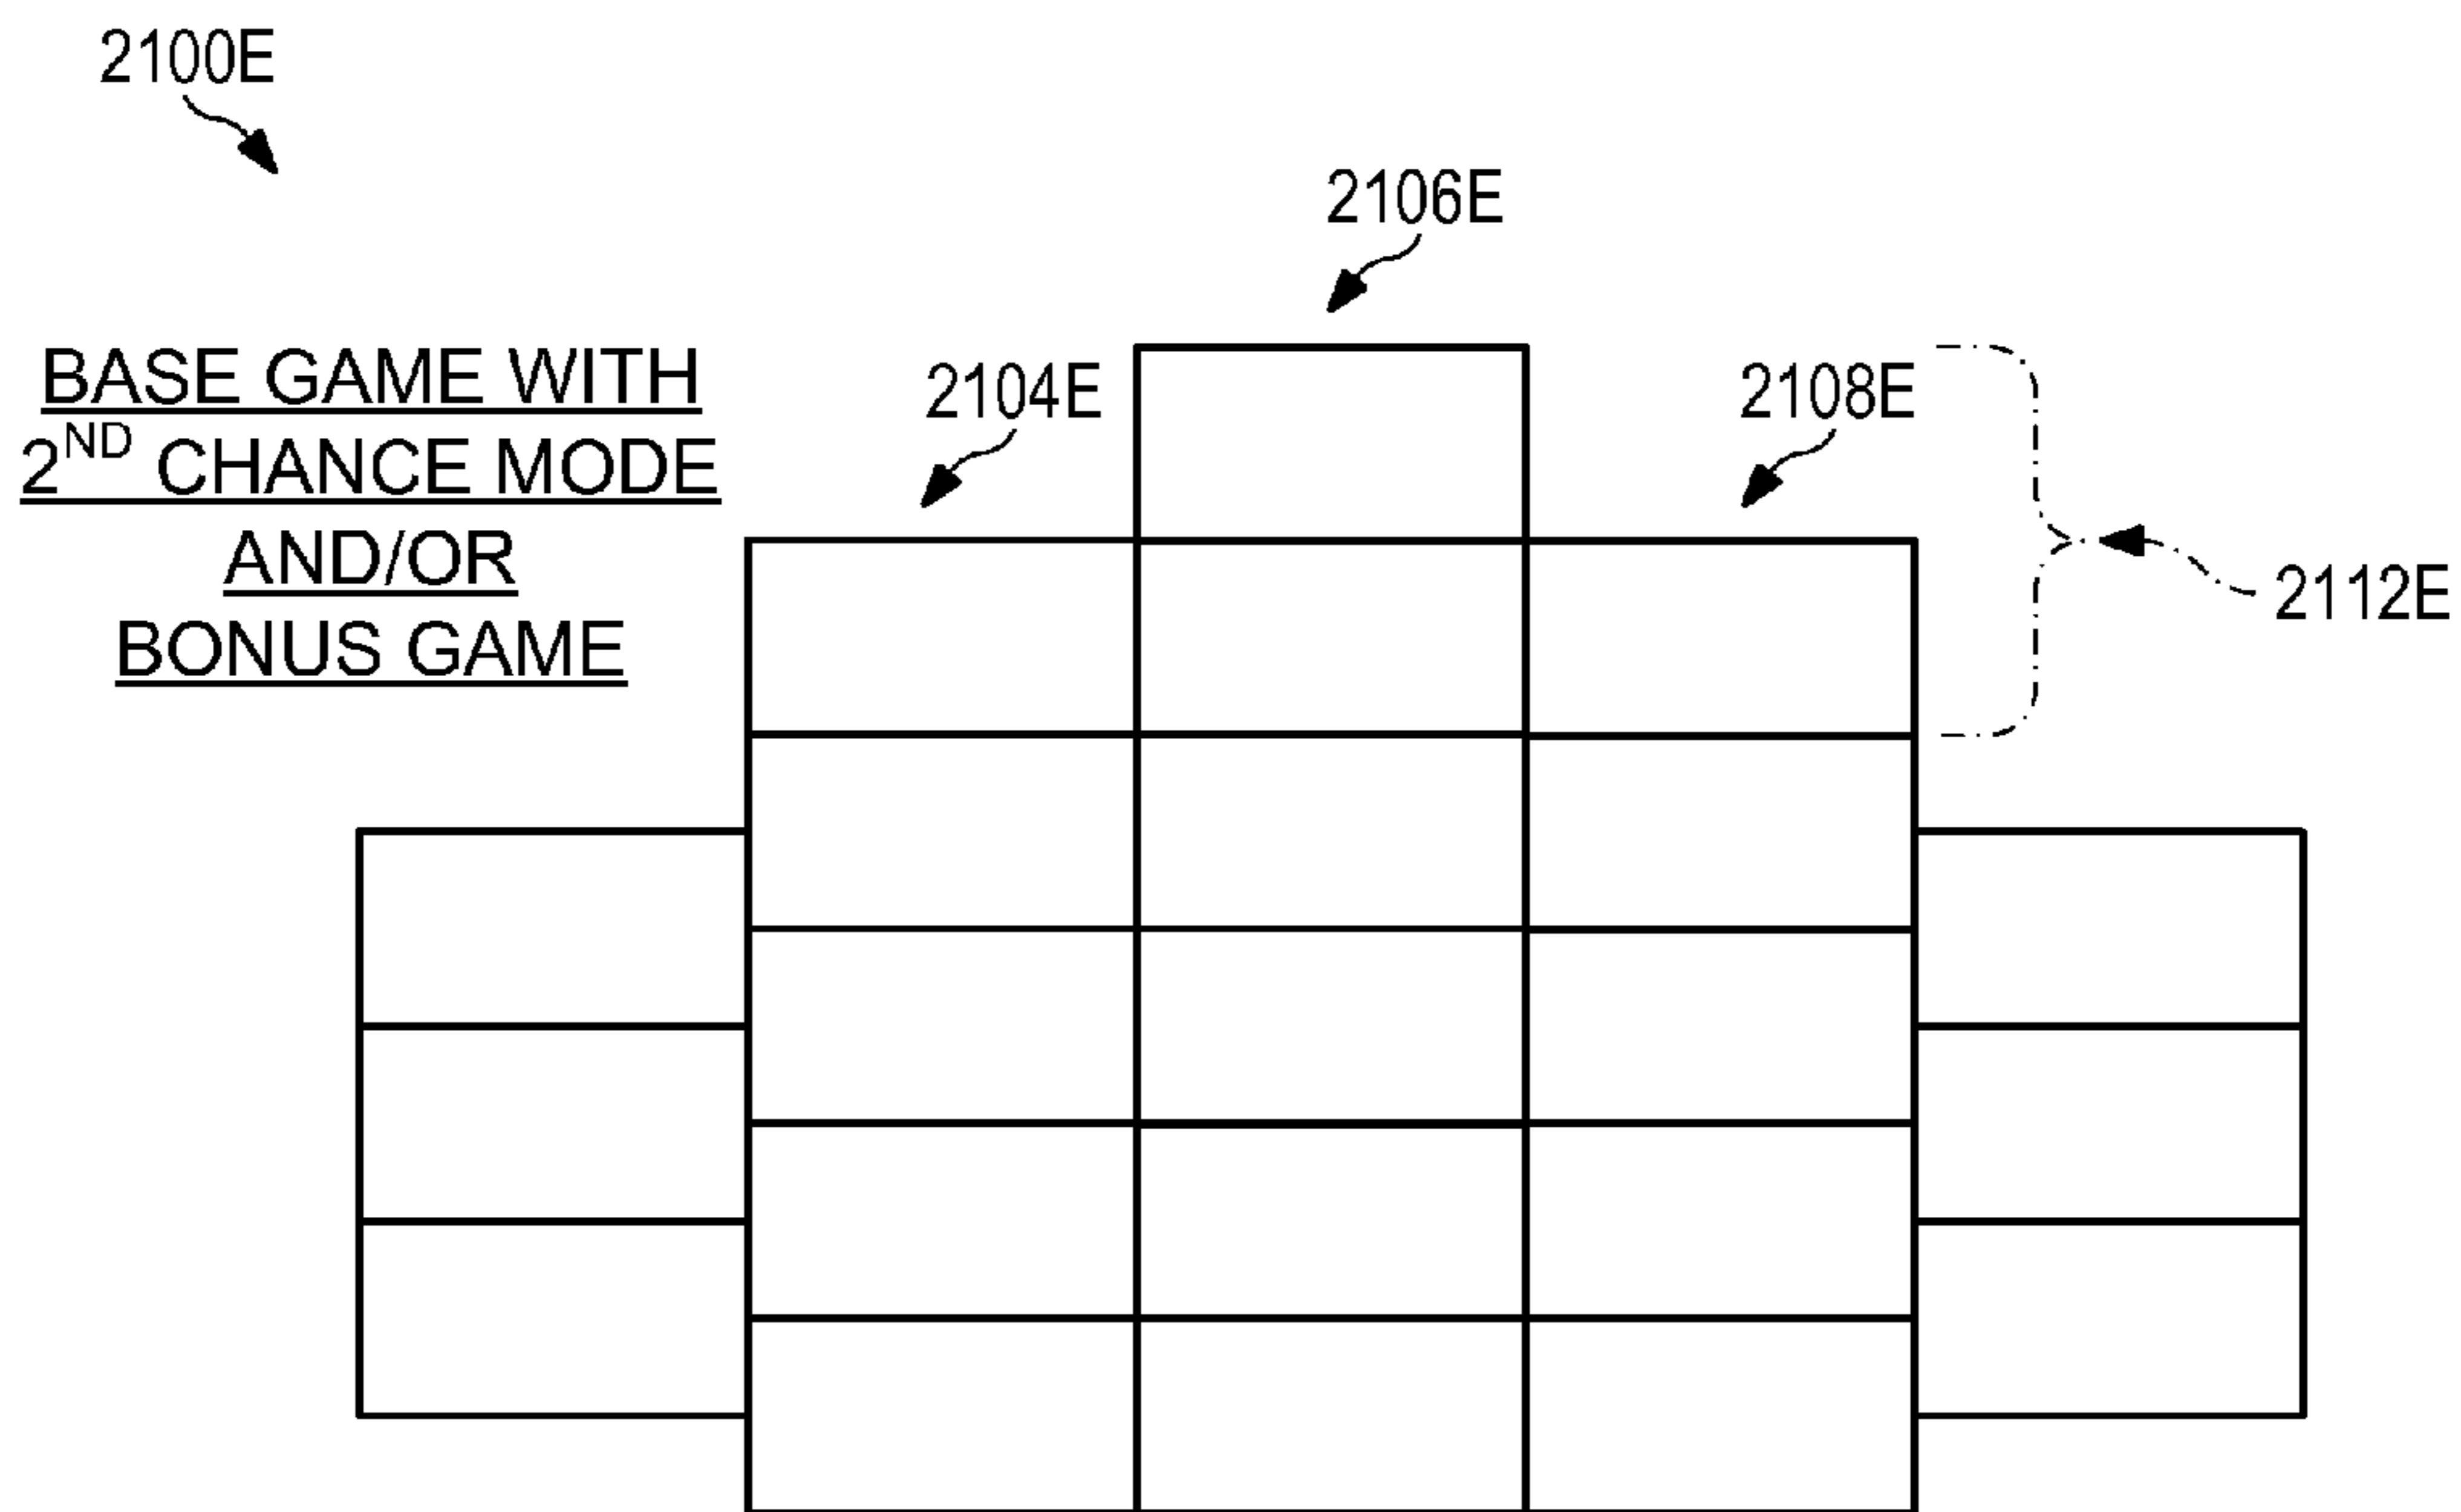 2100E
2106E
2104E
2108E
BASE GAME WITH
2ND CHANCE MODE
AND/OR
BONUS GAME
2112E